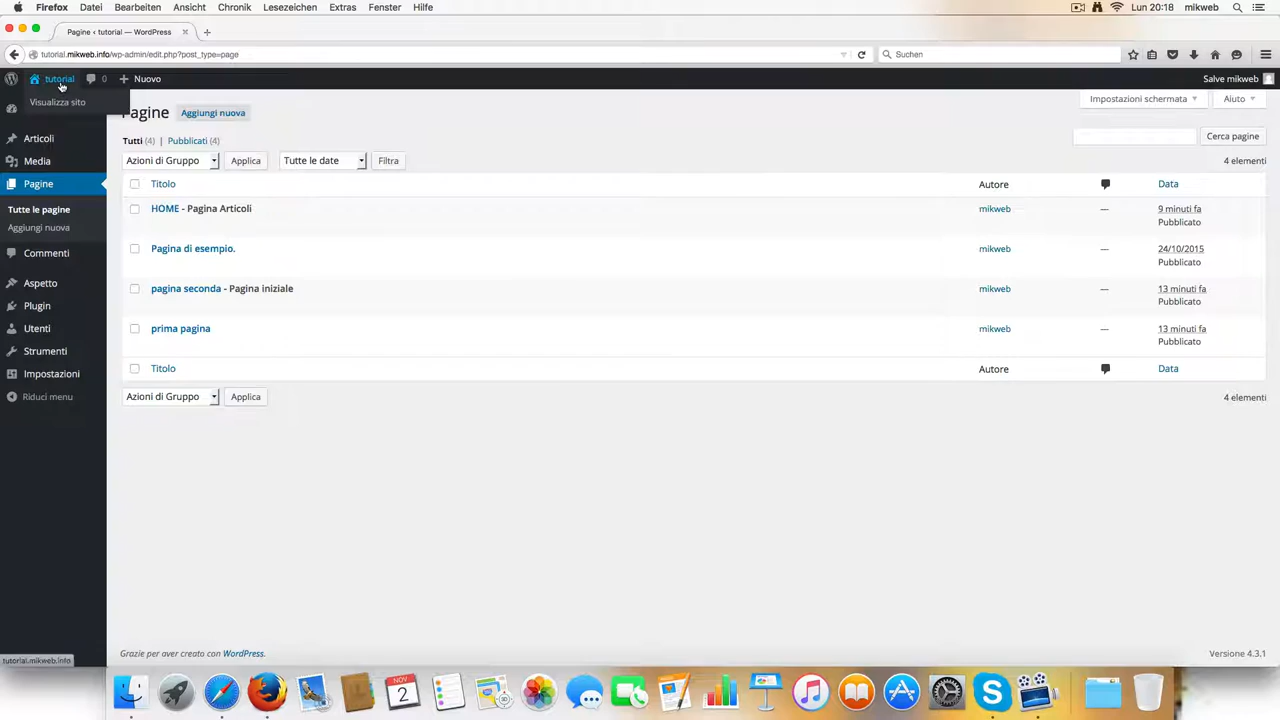 Firefox Datei Bearbeiten Ansicht Chronik Lesezeichen Extras Fenster Hilfe Lun 20:18 mikweb
Pagine ‹ tutorial — WordPress
tutorial.mikweb.info/wp-admin/edit.php?post_type=page Suchen
tutorial 0 Nuovo Salve mikweb
Visualizza sito
Pagine Aggiungi nuova Impostazioni schermata Aiuto
Articoli
Media
Pagine
Tutte le pagine
Aggiungi nuova
Commenti
Aspetto
Plugin
Utenti
Strumenti
Impostazioni
Riduci menu
Tutti (4) | Pubblicati (4) Cerca pagine
Azioni di Gruppo Applica Tutte le date Filtra 4 elementi
Titolo Autore Data
HOME - Pagina Articoli mikweb — 9 minuti fa
Pubblicato
Pagina di esempio. mikweb — 24/10/2015
Pubblicato
pagina seconda - Pagina iniziale mikweb — 13 minuti fa
Pubblicato
prima pagina mikweb — 13 minuti fa
Pubblicato
Titolo Autore Data
Azioni di Gruppo Applica 4 elementi
Grazie per aver creato con WordPress. Versione 4.3.1
tutorial.mikweb.info
NOV
2